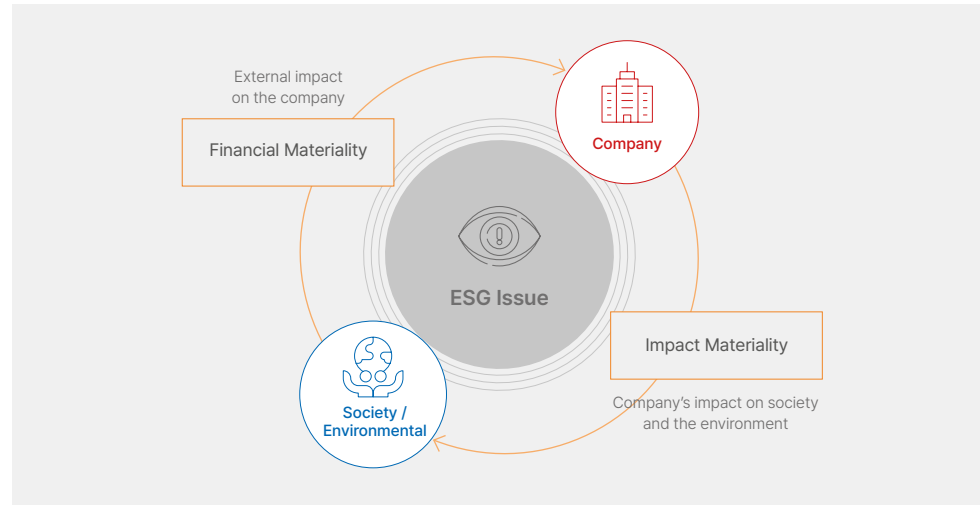 External impact
on the company
Financial Materiality
Company
ESG Issue
Impact Materiality
Company’s impact on society
and the environment
Society /
Environmental